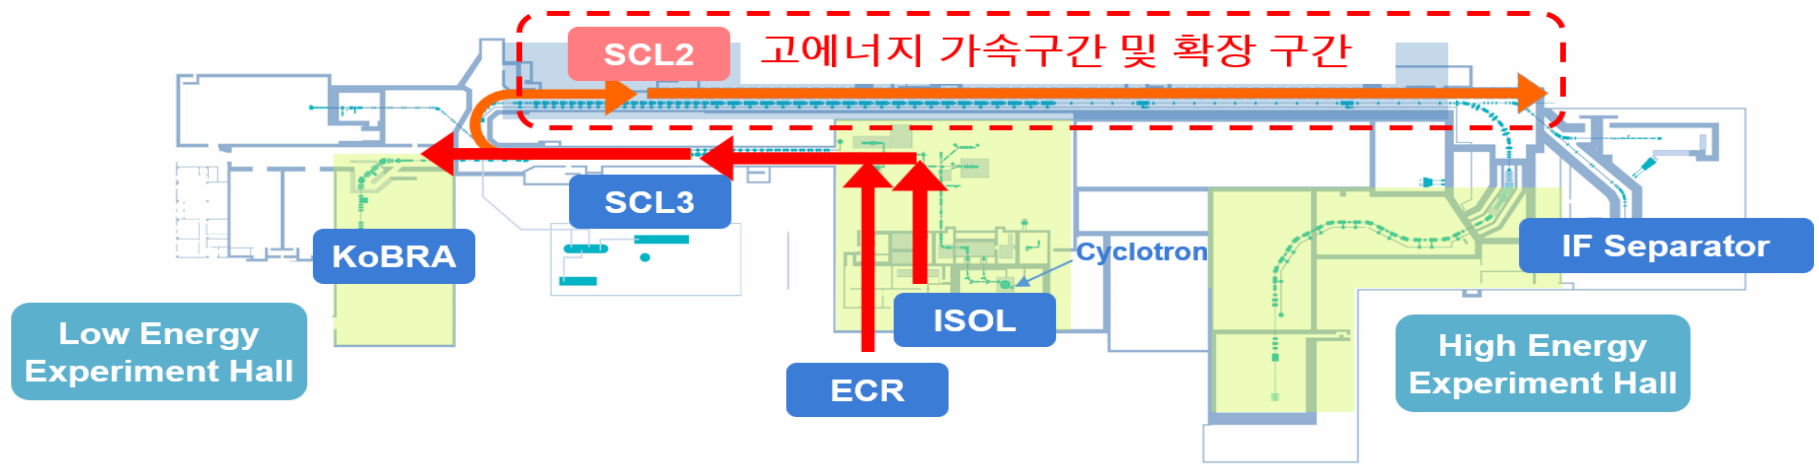 SCL2
고에너지 가속구간 및 확장 구간
SCL3
KoBRA
Cyclotron
IF Separator
ISOL
Low Energy
Experiment Hall
High Energy
Experiment Hall
ECR